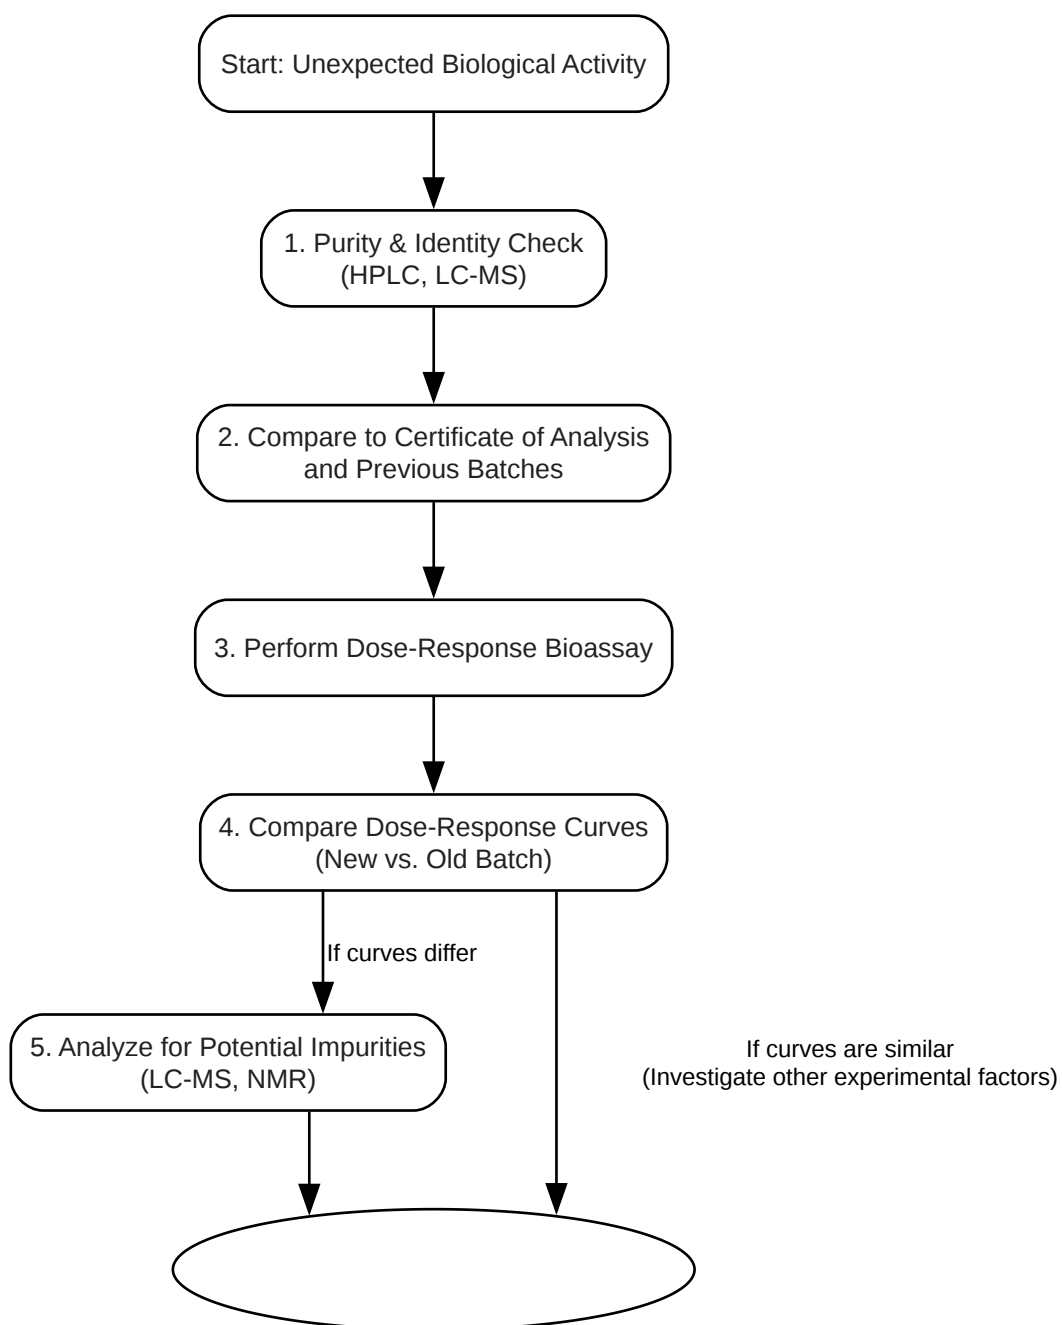 Start: Unexpected Biological Activity
1. Purity & Identity Check
(HPLC, LC-MS)
2. Compare to Certificate of Analysis
and Previous Batches
3. Perform Dose-Response Bioassay
4. Compare Dose-Response Curves
(New vs. Old Batch)
If curves differ
5. Analyze for Potential Impurities
(LC-MS, NMR)
If curves are similar
(Investigate other experimental factors)